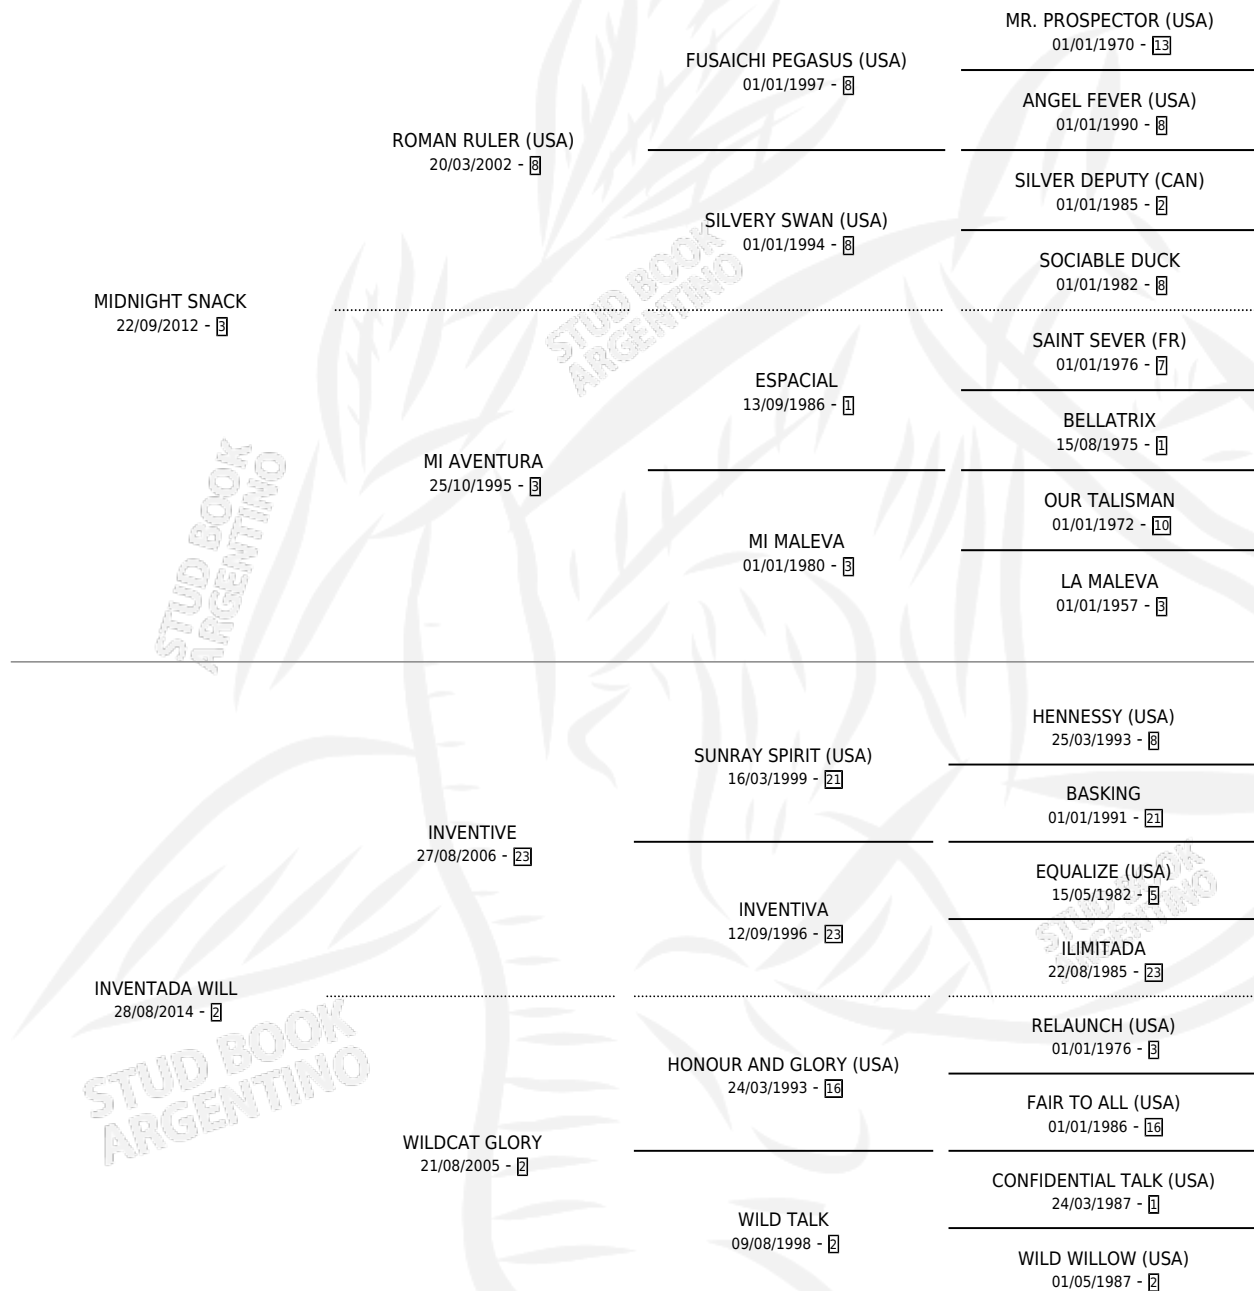 MR. PROSPECTOR (USA)
01/01/1970 - 13
FUSAICHI PEGASUS (USA)
01/01/1997 - 8
ANGEL FEVER (USA)
01/01/1990 - 8
ROMAN RULER (USA)
20/03/2002 - 8
SILVER DEPUTY (CAN)
01/01/1985 - 2
SILVERY SWAN (USA)
01/01/1994 - 8
SOCIABLE DUCK
01/01/1982 - 8
MIDNIGHT SNACK
22/09/2012 - 3
STUD BOOK
ARGENTINO
SAINT SEVER (FR)
01/01/1976 - 7
ESPACIAL
13/09/1986 - 1
BELLATRIX
15/08/1975 - 1
MI AVENTURA
25/10/1995 - 3
OUR TALISMAN
01/01/1972 - 10
MI MALEVA
01/01/1980 - 3
LA MALEVA
01/01/1957 - 3
STUD BOOK
ARGENTINO
HENNESSY (USA)
25/03/1993 - 8
SUNRAY SPIRIT (USA)
16/03/1999 - 21
BASKING
01/01/1991 - 21
INVENTIVE
27/08/2006 - 23
EQUALIZE (USA)
15/05/1982 - 5
INVENTIVA
12/09/1996 - 23
STUD BOOK
ARGENTINO
ILIMITADA
22/08/1985 - 23
INVENTADA WILL
28/08/2014 - 2
RELAUNCH (USA)
01/01/1976 - 3
HONOUR AND GLORY (USA)
24/03/1993 - 16
FAIR TO ALL (USA)
01/01/1986 - 16
STUD BOOK
ARGENTINO
WILDCAT GLORY
21/08/2005 - 2
CONFIDENTIAL TALK (USA)
24/03/1987 - 1
WILD TALK
09/08/1998 - 2
WILD WILLOW (USA)
01/05/1987 - 2